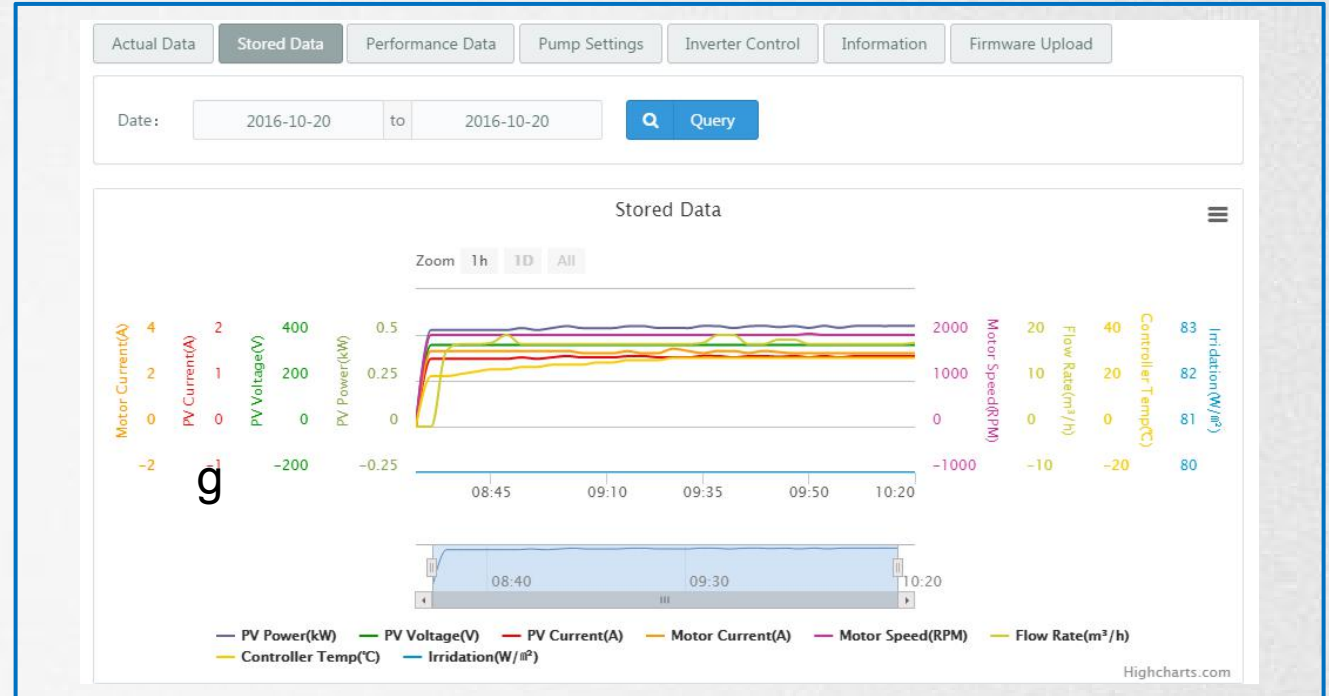 Actual Data Stored Data Performance Data Pump Settings Inverter Control Information Firmware Upload
Date: 2016-10-20 to 2016-10-20 Query
Stored Data
Zoom 1h 1D All
Motor Current(A)
4
2
0
-2
PV Current(A)
2
1
0
-1
PV Voltage(V)
400
200
0
-200
PV Power(kW)
0.5
0.25
0
-0.25
2000
1000
0
-1000
Motor Speed(RPM)
20
10
0
-10
Flow Rate(m³/h)
40
20
0
-20
Controller Temp(℃)
83
82
81
80
Irridation(W/㎡)
g
08:45 09:10 09:35 09:50 10:20
08:40 09:30 10:20
PV Power(kW) PV Voltage(V) PV Current(A) Motor Current(A) Motor Speed(RPM) Flow Rate(m³/h)
Controller Temp(℃) Irridation(W/㎡)
Highcharts.com